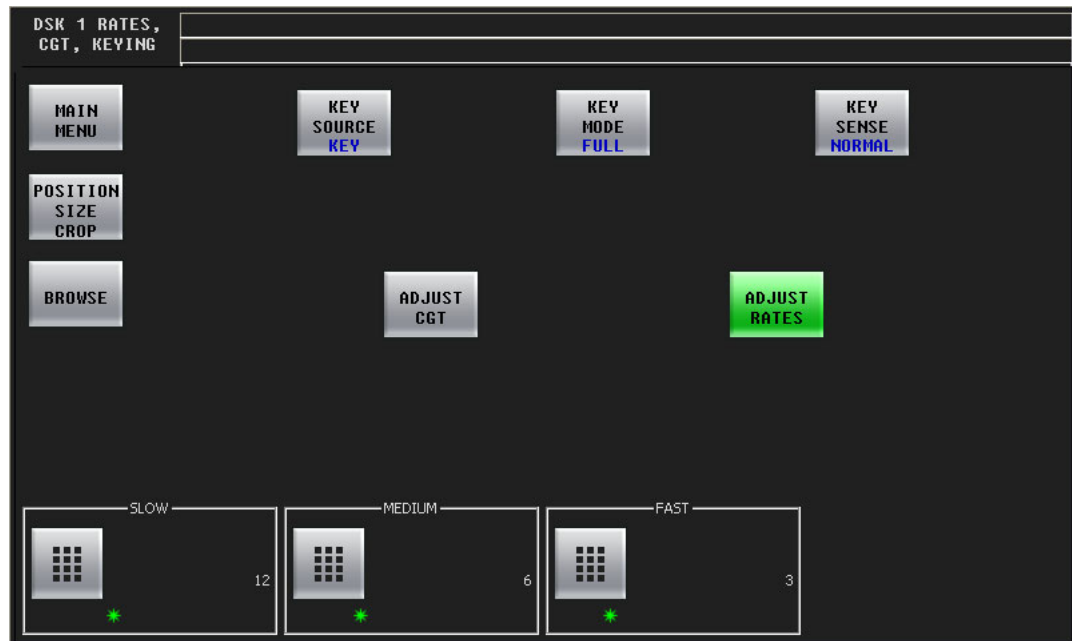 DSK 1 RATES,
CGT, KEYING
MAIN
MENU
KEY
SOURCE
KEY
KEY
MODE
FULL
KEY
SENSE
NORMAL
POSITION
SIZE
CROP
BROWSE
ADJUST
CGT
ADJUST
RATES
SLOW
12
MEDIUM
6
FAST
3